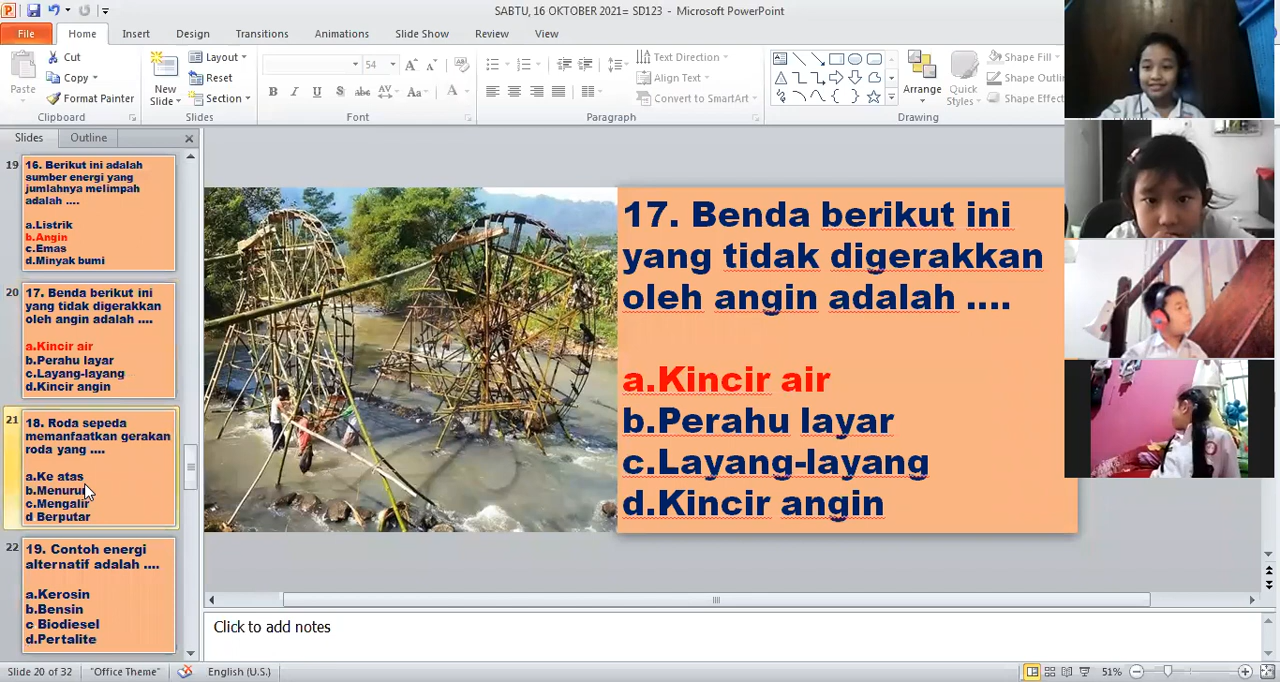 SABTU, 16 OKTOBER 2021= SD123 - Microsoft PowerPoint
File Home Insert Design Transitions Animations Slide Show Review View
Paste
Cut
Copy
Format Painter
Clipboard
New
Slide
Layout
Reset
Section
Slides
54
B I U S abc AV Aa A
Font
Text Direction
Align Text
Convert to SmartArt
Paragraph
Arrange
Quick
Styles
Shape Fill
Shape Outli
Shape Effec
Drawing
Slides Outline
19
16. Berikut ini adalah
sumber energi yang
jumlahnya melimpah
adalah ....
a.Listrik
b.Angin
c.Emas
d.Minyak bumi
20
17. Benda berikut ini
yang tidak digerakkan
oleh angin adalah ....
a.Kincir air
b.Perahu layar
c.Layang-layang
d.Kincir angin
21
18. Roda sepeda
memanfaatkan gerakan
roda yang ....
a.Ke atas
b.Menurun
c.Mengalir
d Berputar
22
19. Contoh energi
alternatif adalah ....
a.Kerosin
b.Bensin
c Biodiesel
d.Pertalite
17. Benda berikut ini
yang tidak digerakkan
oleh angin adalah ....
a.Kincir air
b.Perahu layar
c.Layang-layang
d.Kincir angin
Click to add notes
Slide 20 of 32 "Office Theme" English (U.S.) 51%